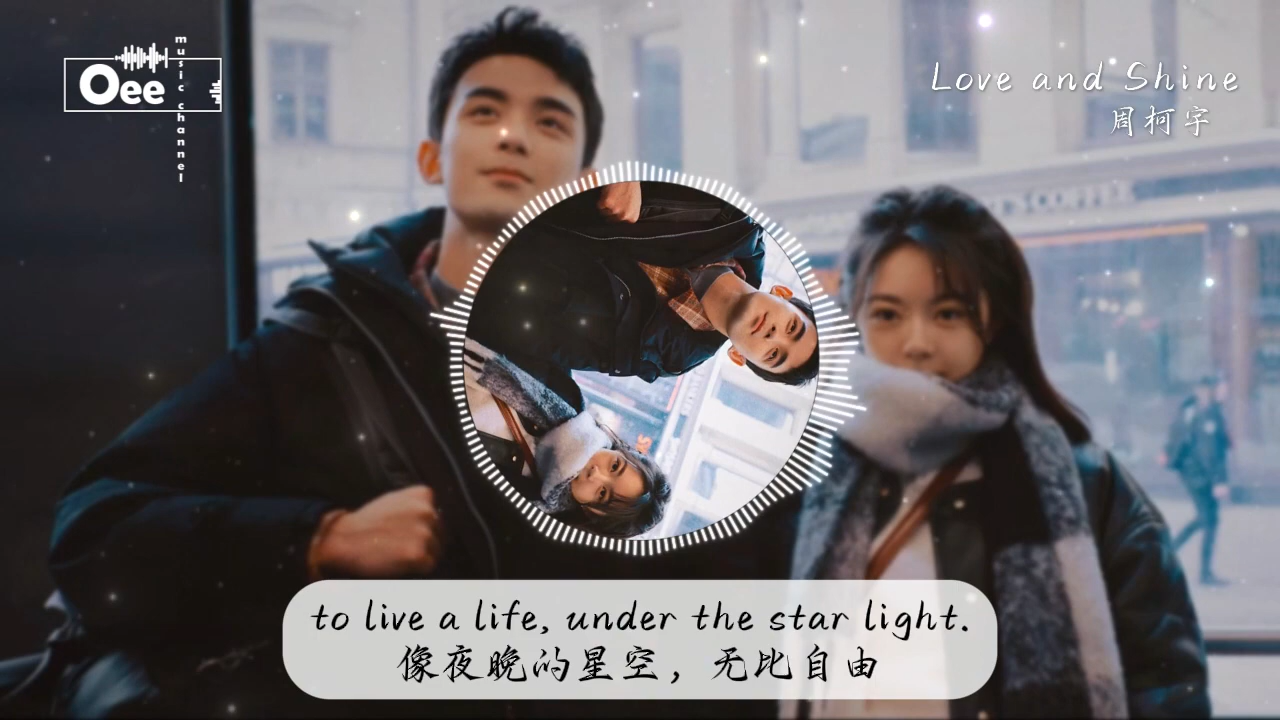 Oee
music channel
Love and Shine
周柯宇
to live a life, under the star light.
像夜晚的星空，无比自由